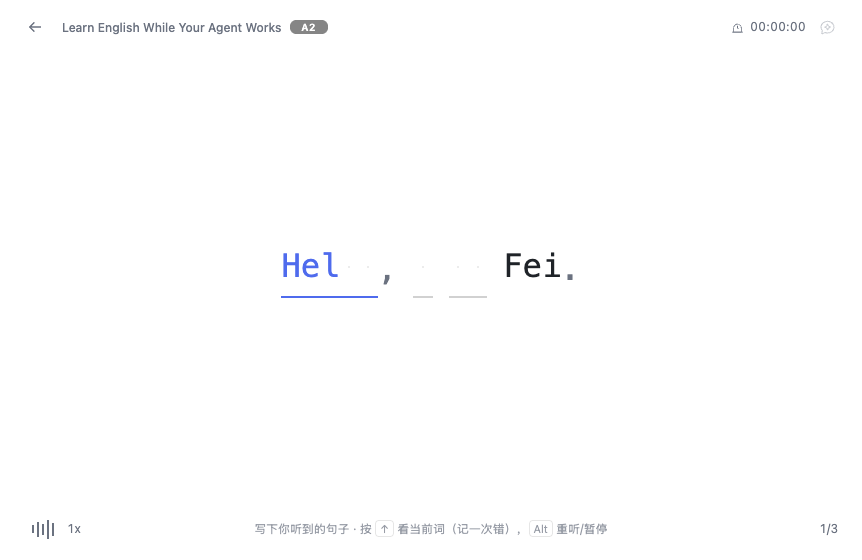 Learn English While Your Agent Works A2 00:00:00
Hel , Fei.
1x 写下你听到的句子 · 按 ↑ 看当前词（记一次错）， Alt 重听/暂停 1/3